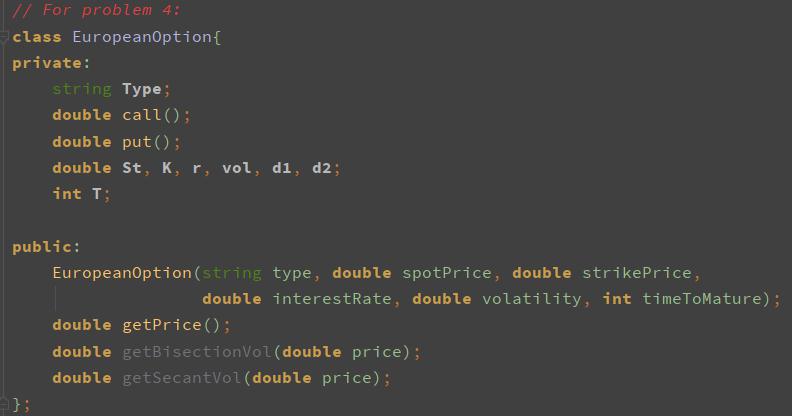 // For problem 4:
class EuropeanOption{
private:
    string Type;
    double call();
    double put();
    double St, K, r, vol, d1, d2;
    int T;

public:
    EuropeanOption(string type, double spotPrice, double strikePrice,
                   double interestRate, double volatility, int timeToMature);
    double getPrice();
    double getBisectionVol(double price);
    double getSecantVol(double price);
};